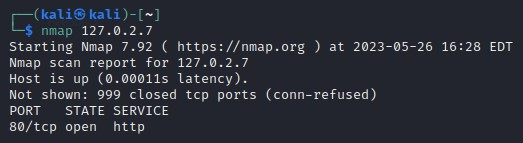 ┌──(kali㉿kali)-[~]
└─$ nmap 127.0.2.7
Starting Nmap 7.92 ( https://nmap.org ) at 2023-05-26 16:28 EDT
Nmap scan report for 127.0.2.7
Host is up (0.00011s latency).
Not shown: 999 closed tcp ports (conn-refused)
PORT   STATE SERVICE
80/tcp open  http